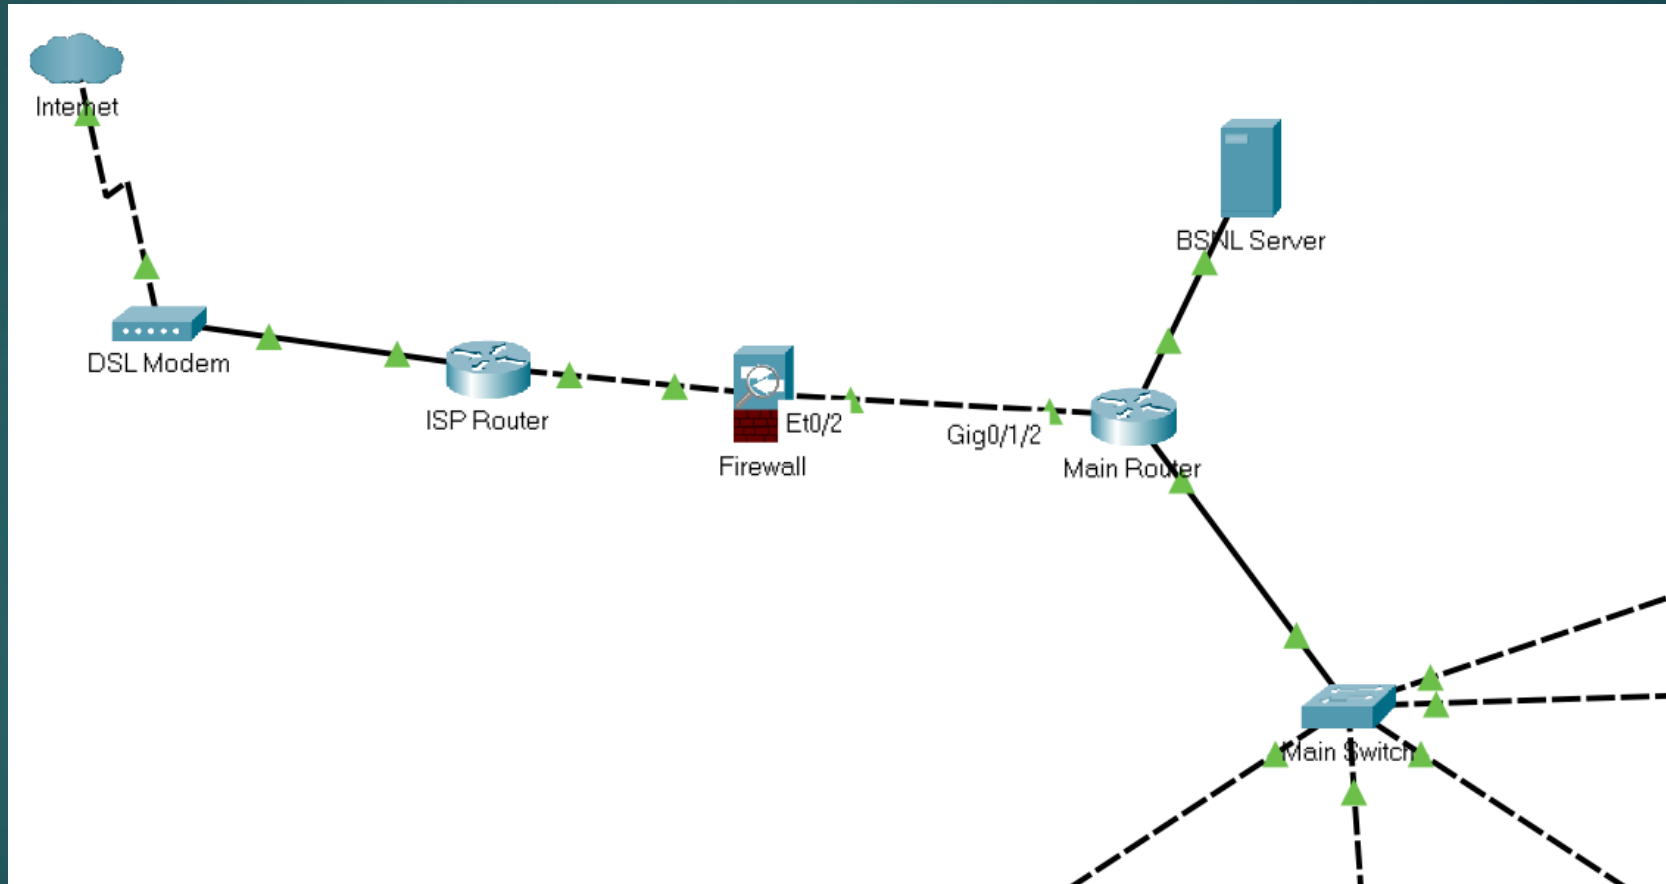 Internet
BSNL Server
DSL Modem
ISP Router
Et0/2
Gig0/1/2
Firewall
Main Router
Main Switch